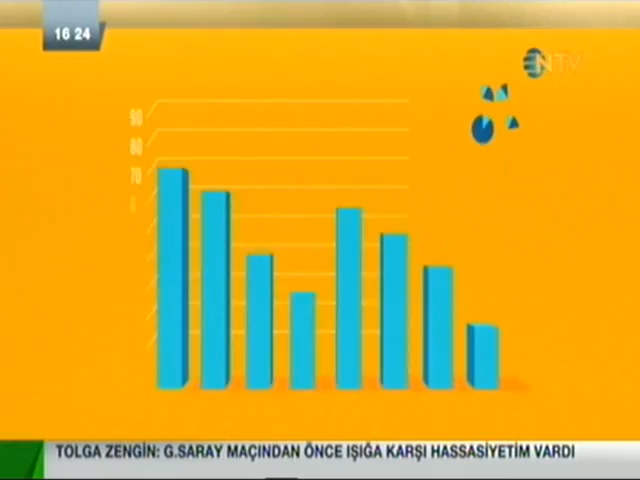 16 24
NTV
90
80
70
TOLGA ZENGİN: G.SARAY MAÇINDAN ÖNCE IŞIĞA KARŞI HASSASİYETİM VARDI